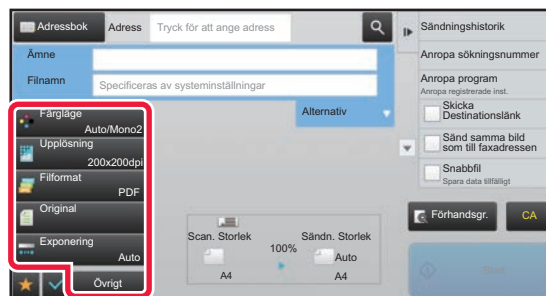 Adressbok
Adress
Tryck för att ange adress
Ämne
Filnamn
Specificeras av systeminställningar
Alternativ
Färgläge
Auto/Mono2
Upplösning
200x200dpi
Filformat
PDF
Original
Exponering
Auto
Övrigt
Scan. Storlek
A4
100%
Sändn. Storlek
Auto
A4
Sändningshistorik
Anropa sökningsnummer
Anropa program
Anropa registrerade inst.
Skicka
Destinationslänk
Sänd samma bild
som till faxadressen
Snabbfil
Spara data tillfälligt
Förhandsgr.
CA
Start